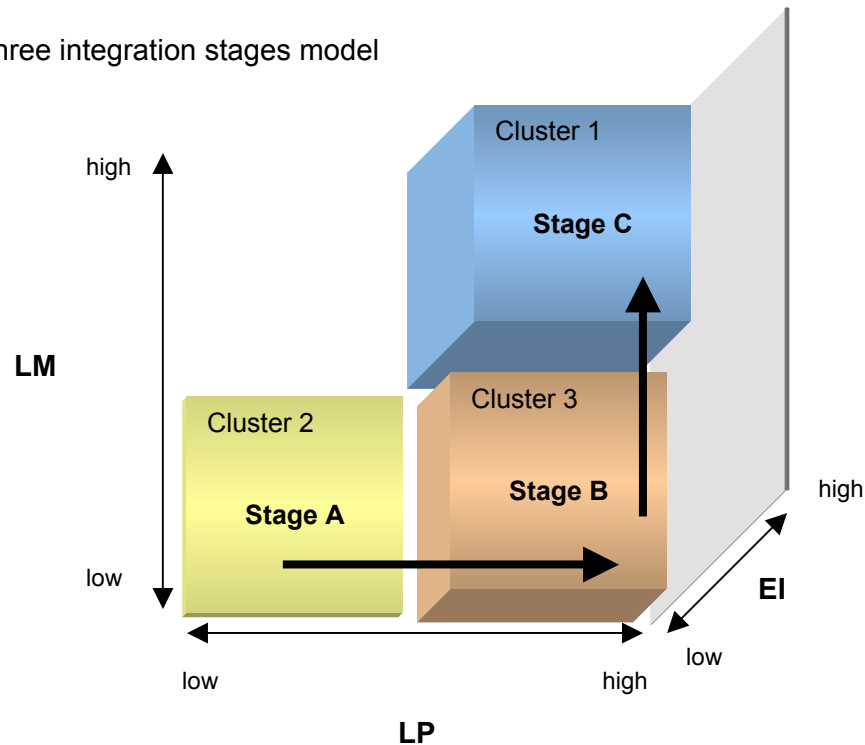 hree integration stages model
Cluster 1
high
Stage C
LM
Cluster 2
Cluster 3
Stage A
Stage B
high
low
EI
low
low
high
LP